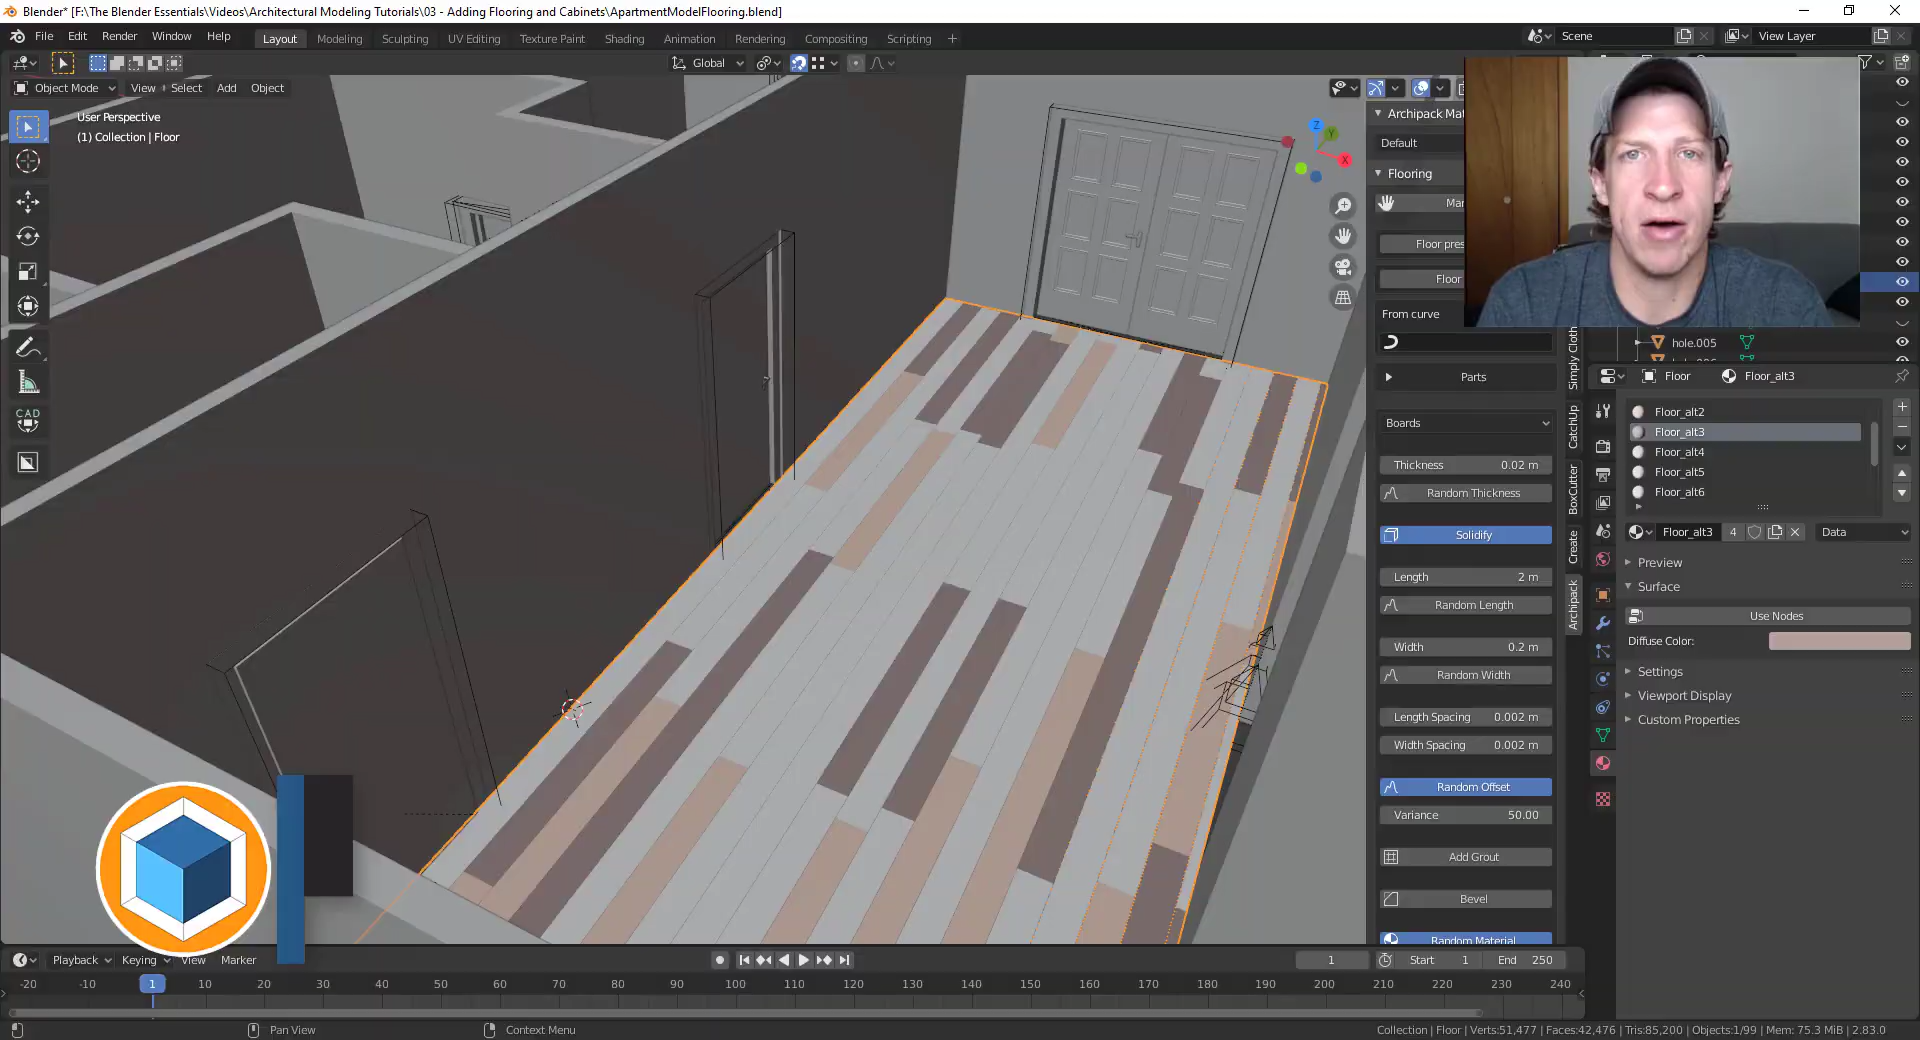 Blender* [F:\The Blender Essentials\Videos\Architectural Modeling Tutorials\03 - Adding Flooring and Cabinets\ApartmentModelFlooring.blend]
File Edit Render Window Help Layout Modeling Sculpting UV Editing Texture Paint Shading Animation Rendering Compositing Scripting + Scene View Layer
Global
Object Mode View Select Add Object
User Perspective
(1) Collection | Floor
Z
Y
X
CAD
Archipack Mat
Default
Flooring
Floor pres
Floor
From curve
Parts
Boards
Thickness 0.02 m
Random Thickness
Solidify
Length 2 m
Random Length
Width 0.2 m
Random Width
Length Spacing 0.002 m
Width Spacing 0.002 m
Random Offset
Variance 50.00
Add Grout
Bevel
Random Material
Simply Cloth
CatchUp
BoxCutter
Create
Archipack
hole.005
Floor Floor_alt3
Floor_alt2
Floor_alt3
Floor_alt4
Floor_alt5
Floor_alt6
Floor_alt3 4 Data
Preview
Surface
Use Nodes
Diffuse Color:
Settings
Viewport Display
Custom Properties
Playback Keying View Marker 1 Start 1 End 250
-20 -10 1 10 20 30 40 50 60 70 80 90 100 110 120 130 140 150 160 170 180 190 200 210 220 230 240
Pan View Context Menu Collection | Floor | Verts:51,477 | Faces:42,476 | Tris:85,200 | Objects:1/99 | Mem: 75.3 MiB | 2.83.0